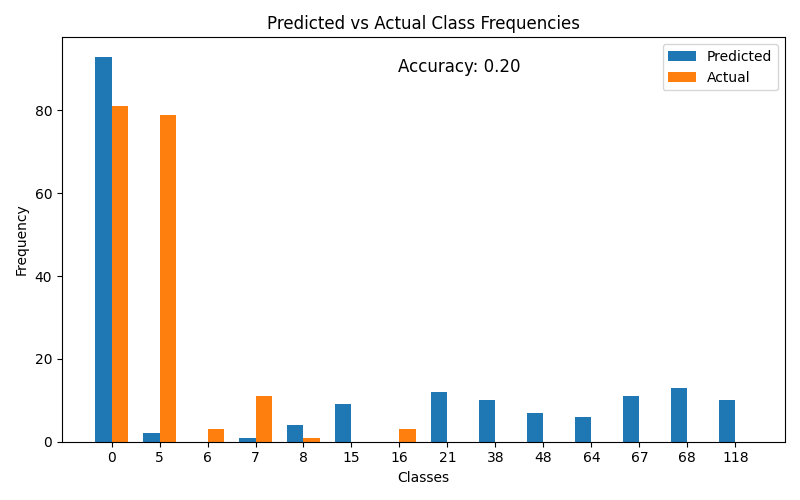 Predicted vs Actual Class Frequencies
Accuracy: 0.20
Predicted
Actual
Frequency
80
60
40
20
0
0 5 6 7 8 15 16 21 38 48 64 67 68 118
Classes